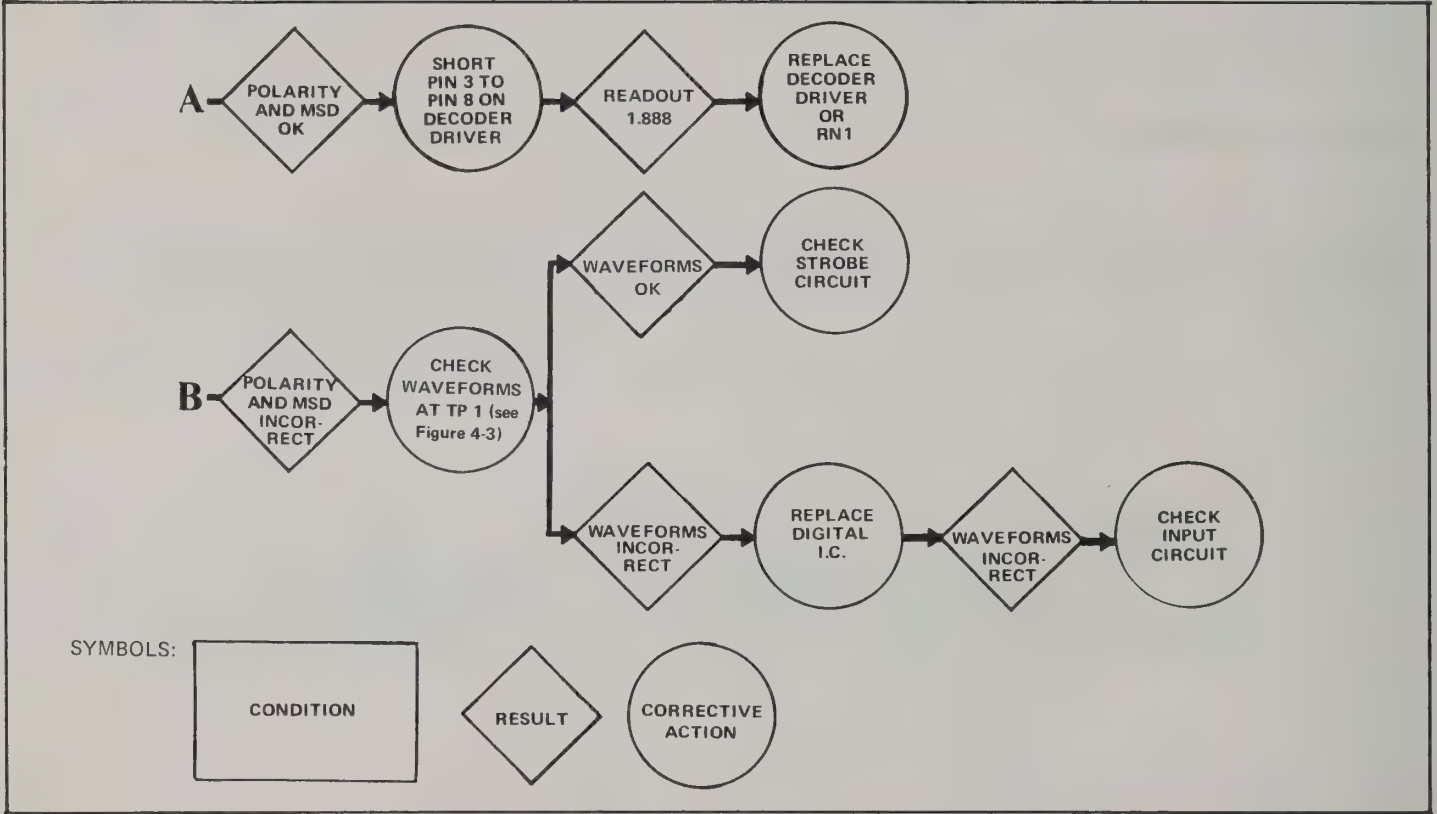 A
POLARITY
AND MSD
OK
SHORT
PIN 3 TO
PIN 8 ON
DECODER
DRIVER
READOUT
1.888
REPLACE
DECODER
DRIVER
OR
RN1
WAVEFORMS
OK
CHECK
STROBE
CIRCUIT
B
POLARITY
AND MSD
INCOR-
RECT
CHECK
WAVEFORMS
AT TP 1 (see
Figure 4-3)
WAVEFORMS
INCOR-
RECT
REPLACE
DIGITAL
I.C.
WAVEFORMS
INCOR-
RECT
CHECK
INPUT
CIRCUIT
SYMBOLS:
CONDITION
RESULT
CORRECTIVE
ACTION